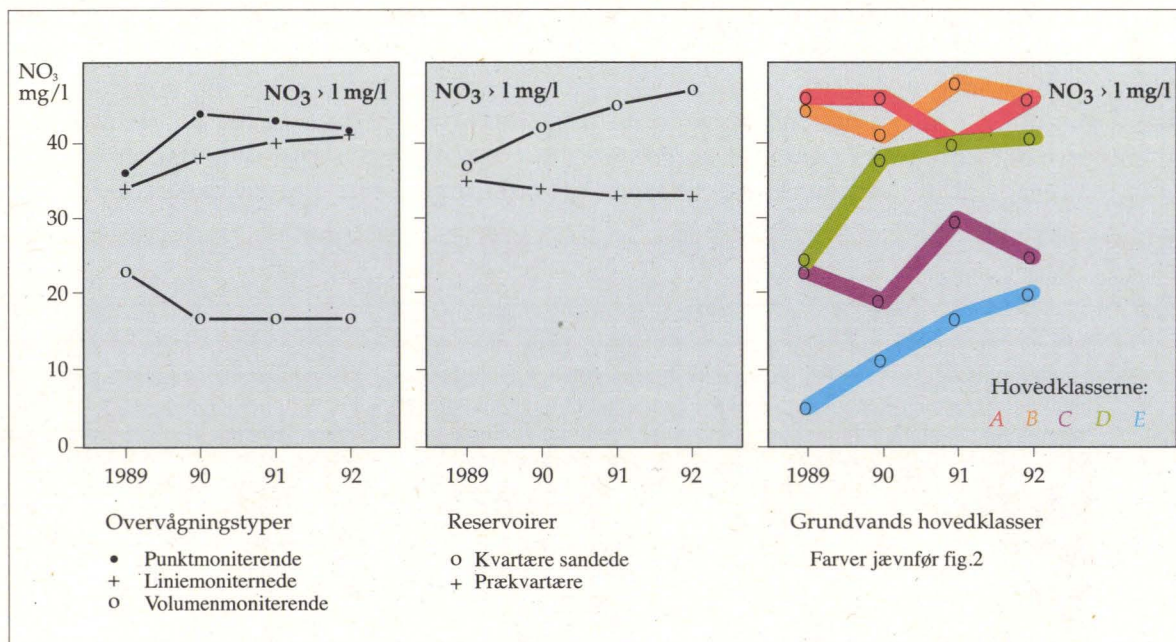 NO₃
mg/l
40
30
20
10
0
NO₃ › 1 mg/l
1989 90 91 92
Overvågningstyper
• Punktmoniterende
+ Liniemoniternede
o Volumenmoniterende
NO₃ › 1 mg/l
1989 90 91 92
Reservoirer
o Kvartære sandede
+ Prækvartære
NO₃ › 1 mg/l
Hovedklasserne:
A B C D E
1989 90 91 92
Grundvands hovedklasser
Farver jævnfør fig.2